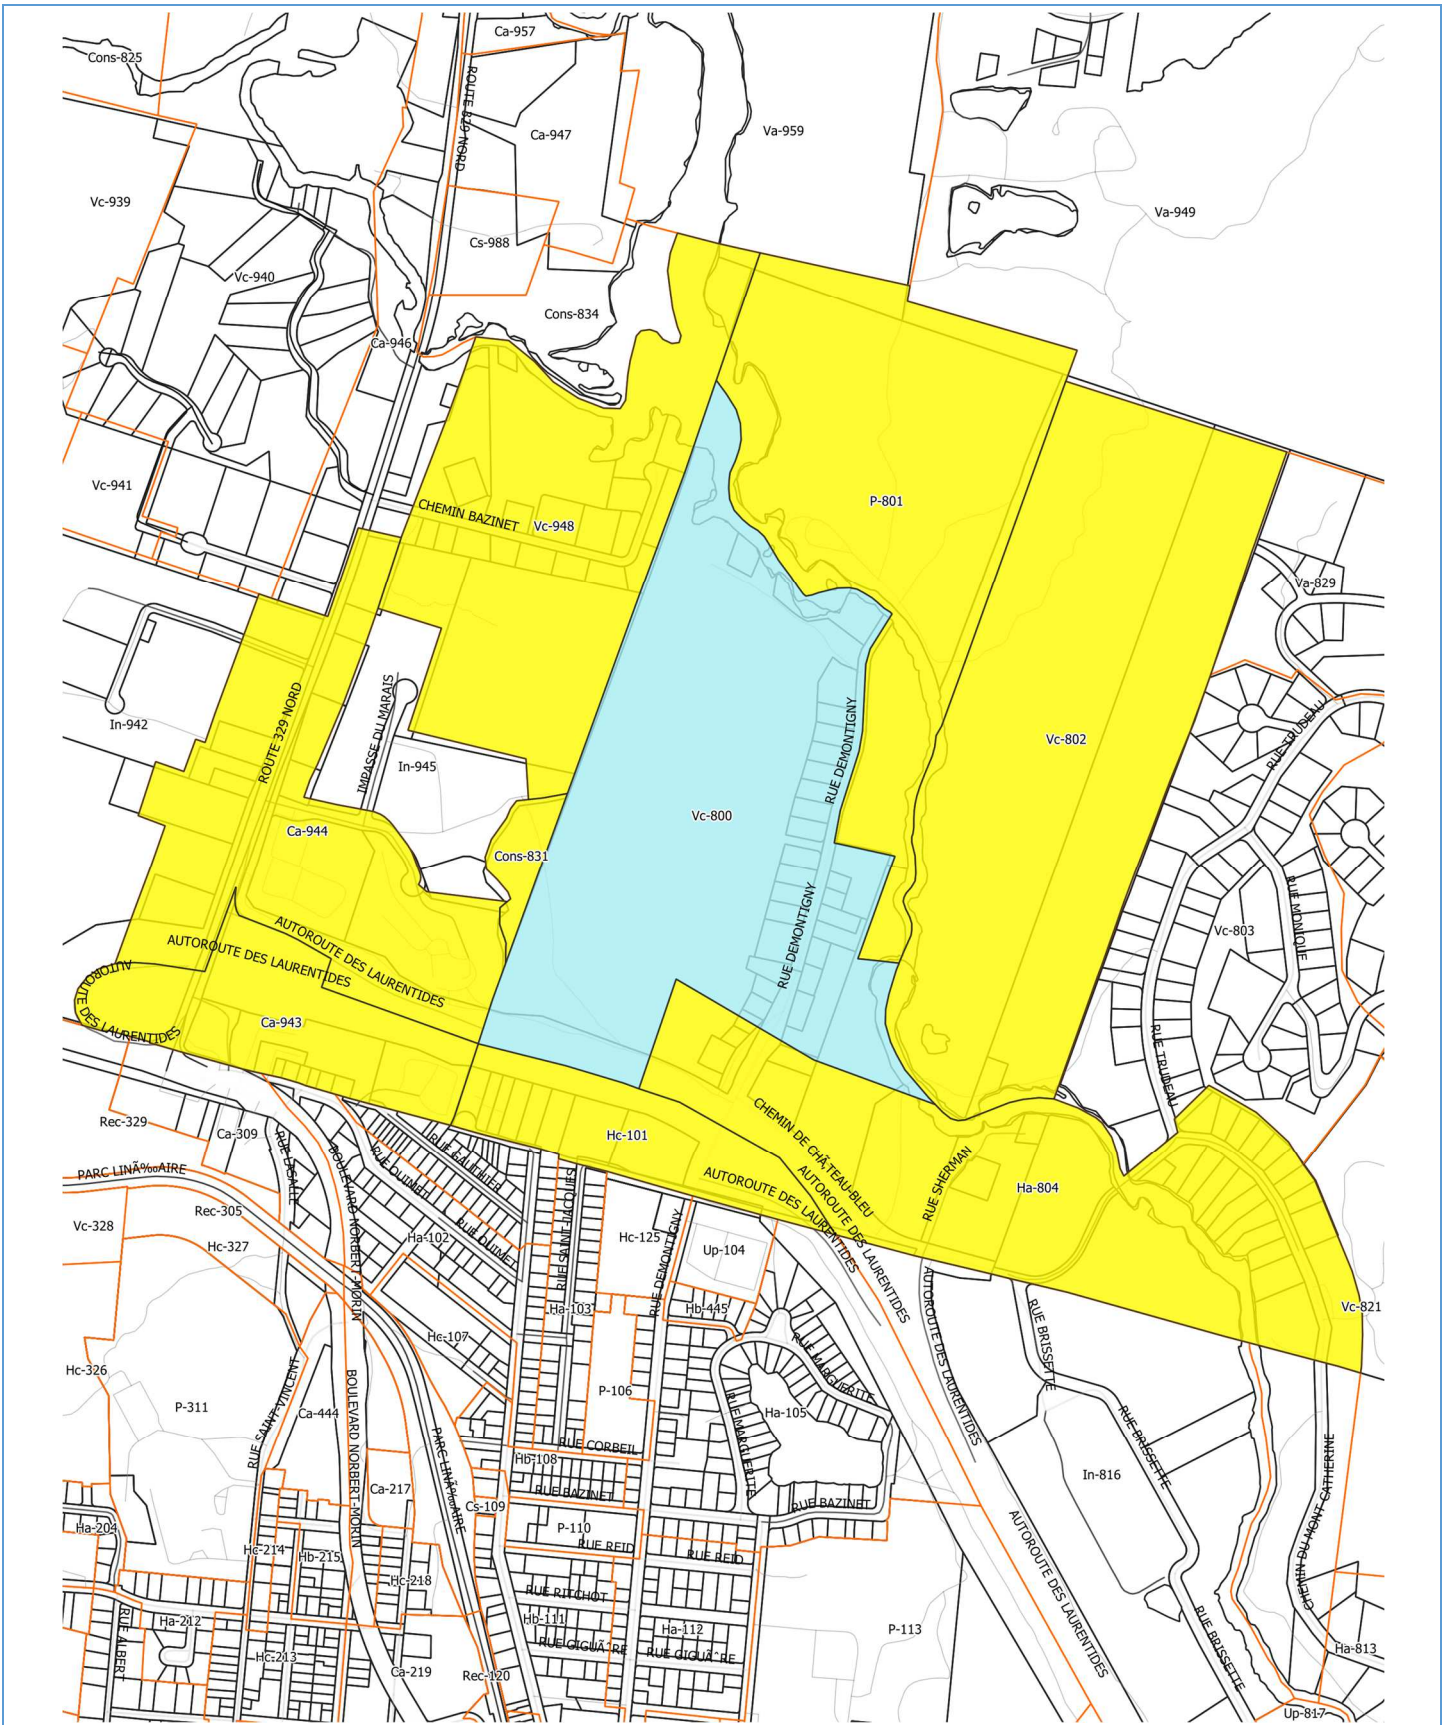 Ca-957
Cons-825
ROUTE 329 NORD
Ca-947
Va-959
Vc-939
Va-949
Cs-988
Vc-940
Cons-834
Ca-946
Vc-941
P-801
CHEMIN BAZINET
Vc-948
Va-829
In-942
ROUTE 329 NORD
IMPASSE DU MARAIS
In-945
RUE DEMONTIGNY
Vc-802
RUE TRUDEAU
Vc-800
Ca-944
Cons-831
RUE DEMONTIGNY
RUE MONIQUE
Vc-803
AUTOROUTE DES LAURENTIDES
AUTOROUTE DES LAURENTIDES
AUTOROUTE DES LAURENTIDES
Ca-943
RUE TRUDEAU
Rec-329
Ca-309
RUE LASALLE
BOULEVARD NORBERT-MORIN
RUE OUIMET
RUE GAUTHIER
Hc-101
CHEMIN DE CHÃTEAU-BLEU
AUTOROUTE DES LAURENTIDES
AUTOROUTE DES LAURENTIDES
RUE SHERMAN
Ha-804
PARC LINÃ‰AIRE
Rec-305
Vc-328
Hc-327
Ha-102
RUE OUIMET
RUE SAINT-JACQUES
Hc-125
RUE DEMONTIGNY
Up-104
Ha-103
Hb-445
AUTOROUTE DES LAURENTIDES
RUE BRISSETTE
Vc-821
Hc-107
RUE MARGUERITE
Hc-326
P-311
RUE SAINT-VINCENT
Ca-444
BOULEVARD NORBERT-MORIN
P-106
RUE MARGUERITE
Ha-105
PARC LINÃ‰AIRE
RUE CORBEIL
Hb-108
RUE BRISSETTE
In-816
CHEMIN DU MONT CATHERINE
Ca-217
RUE BAZINET
RUE BAZINET
Cs-109
Ha-204
P-110
RUE REID
RUE REID
Hc-214
Hb-215
AUTOROUTE DES LAURENTIDES
Hc-218
RUE RITCHOT
RUE ALBERT
Ha-212
Hb-111
Ha-112
P-113
RUE BRISSETTE
RUE GIGUÃˆRE
RUE GIGUÃˆRE
Hc-213
Ca-219
Rec-120
Ha-813
Up-817